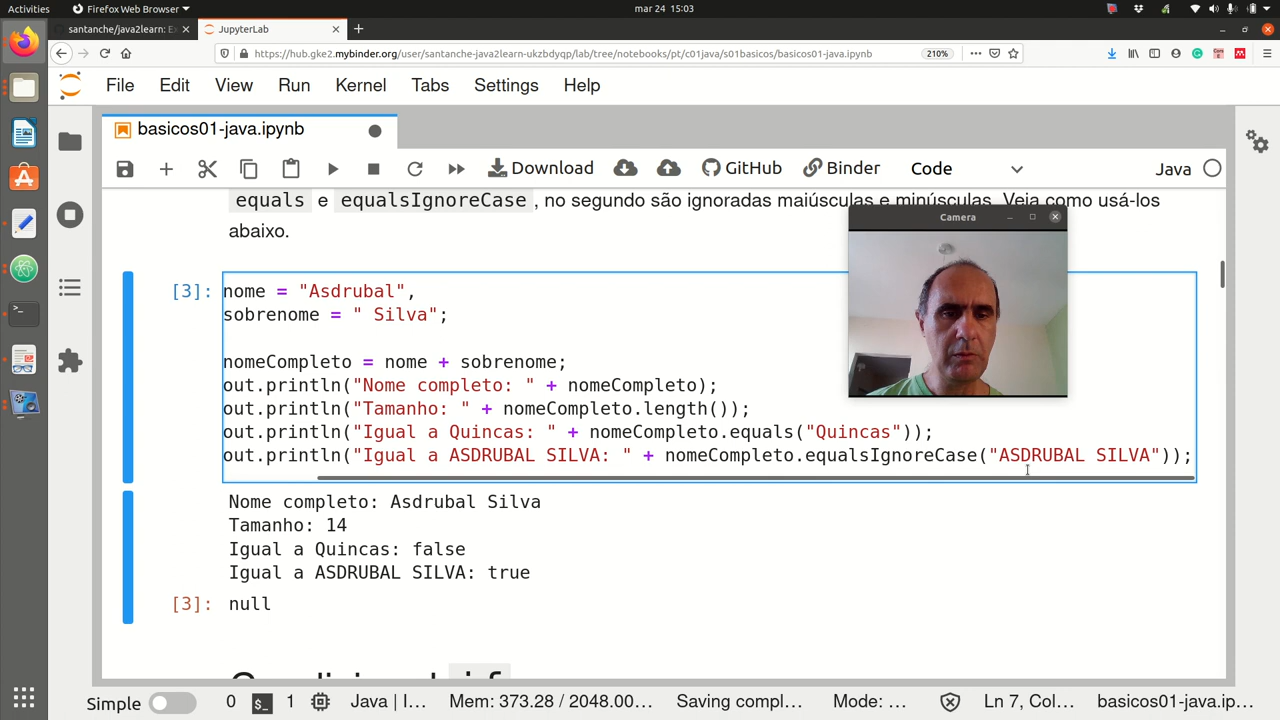 Activities Firefox Web Browser mar 24 15:03
santanche/java2learn: Ex JupyterLab
https://hub.gke2.mybinder.org/user/santanche-java2learn-ukzbdyqp/lab/tree/notebooks/pt/c01java/s01basicos/basicos01-java.ipynb 210%
File Edit View Run Kernel Tabs Settings Help
basicos01-java.ipynb
Download GitHub Binder Code Java
equals e equalsIgnoreCase , no segundo são ignoradas maiúsculas e minúsculas. Veja como usá-los
abaixo.
Camera
[3]: nome = "Asdrubal",
sobrenome = " Silva";
nomeCompleto = nome + sobrenome;
out.println("Nome completo: " + nomeCompleto);
out.println("Tamanho: " + nomeCompleto.length());
out.println("Igual a Quincas: " + nomeCompleto.equals("Quincas"));
out.println("Igual a ASDRUBAL SILVA: " + nomeCompleto.equalsIgnoreCase("ASDRUBAL SILVA"));
Nome completo: Asdrubal Silva
Tamanho: 14
Igual a Quincas: false
Igual a ASDRUBAL SILVA: true
[3]: null
Simple 0 $_ 1 Java | I... Mem: 373.28 / 2048.00... Saving compl... Mode: ... Ln 7, Col... basicos01-java.ip...